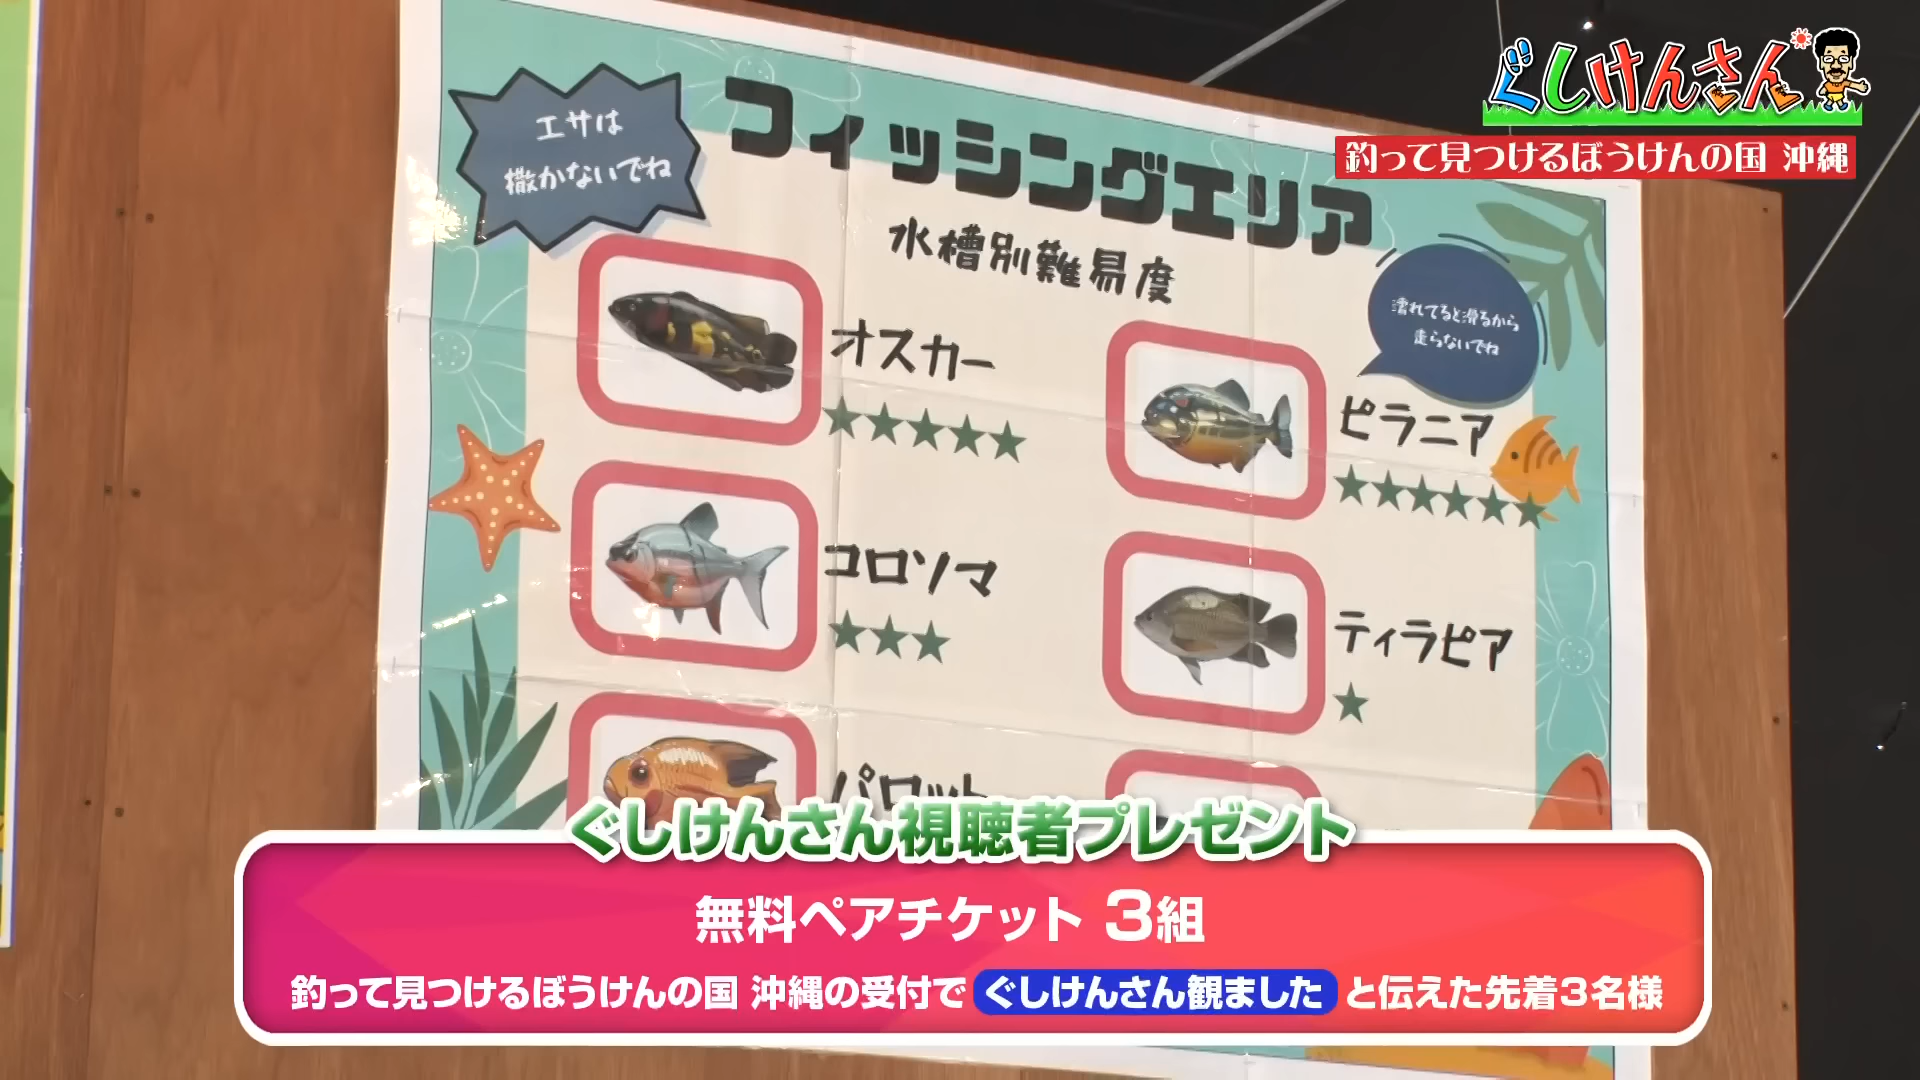 ぐしけんさん
釣って見つけるぼうけんの国 沖縄
エサは
撒かないでね
フィッシングエリア
水槽別難易度
濡れてると滑るから
走らないでね
オスカー
★★★★★
ピラニア
★★★★★★
コロソマ
★★★
ティラピア
★
パロット
ぐしけんさん視聴者プレゼント
無料ペアチケット 3組
釣って見つけるぼうけんの国 沖縄の受付で ぐしけんさん観ました と伝えた先着3名様